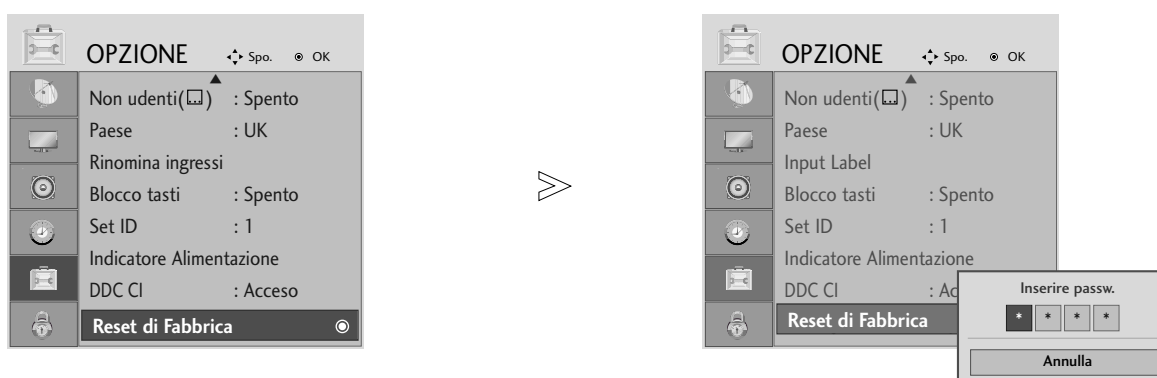 OPZIONE Spo. OK
Non udenti( ) : Spento
Paese : UK
Rinomina ingressi
Blocco tasti : Spento
Set ID : 1
Indicatore Alimentazione
DDC CI : Acceso
Reset di Fabbrica
OPZIONE Spo. OK
Non udenti( ) : Spento
Paese : UK
Input Label
Blocco tasti : Spento
Set ID : 1
Indicatore Alimentazione
DDC CI : Ac
Reset di Fabbrica
Inserire passw.
* * * *
Annulla